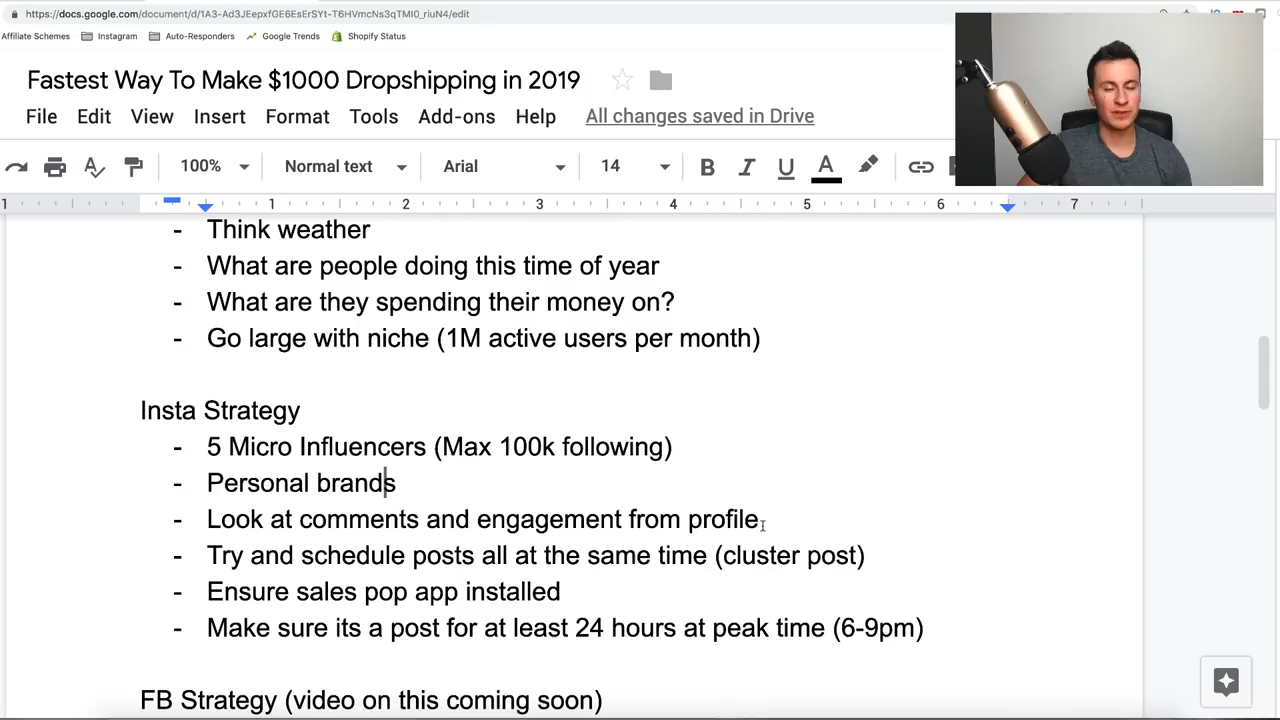 https://docs.google.com/document/d/1A3-Ad3JEepxfGE6EsErSYt-T6HVmcNs3qTMI0_riuN4/edit
Affiliate Schemes Instagram Auto-Responders Google Trends Shopify Status
Fastest Way To Make $1000 Dropshipping in 2019
File Edit View Insert Format Tools Add-ons Help All changes saved in Drive
100% Normal text Arial 14 B I U A
1 1 2 3 4 5 6 7
- Think weather
- What are people doing this time of year
- What are they spending their money on?
- Go large with niche (1M active users per month)
Insta Strategy
- 5 Micro Influencers (Max 100k following)
- Personal brands
- Look at comments and engagement from profile
- Try and schedule posts all at the same time (cluster post)
- Ensure sales pop app installed
- Make sure its a post for at least 24 hours at peak time (6-9pm)
FB Strategy (video on this coming soon)